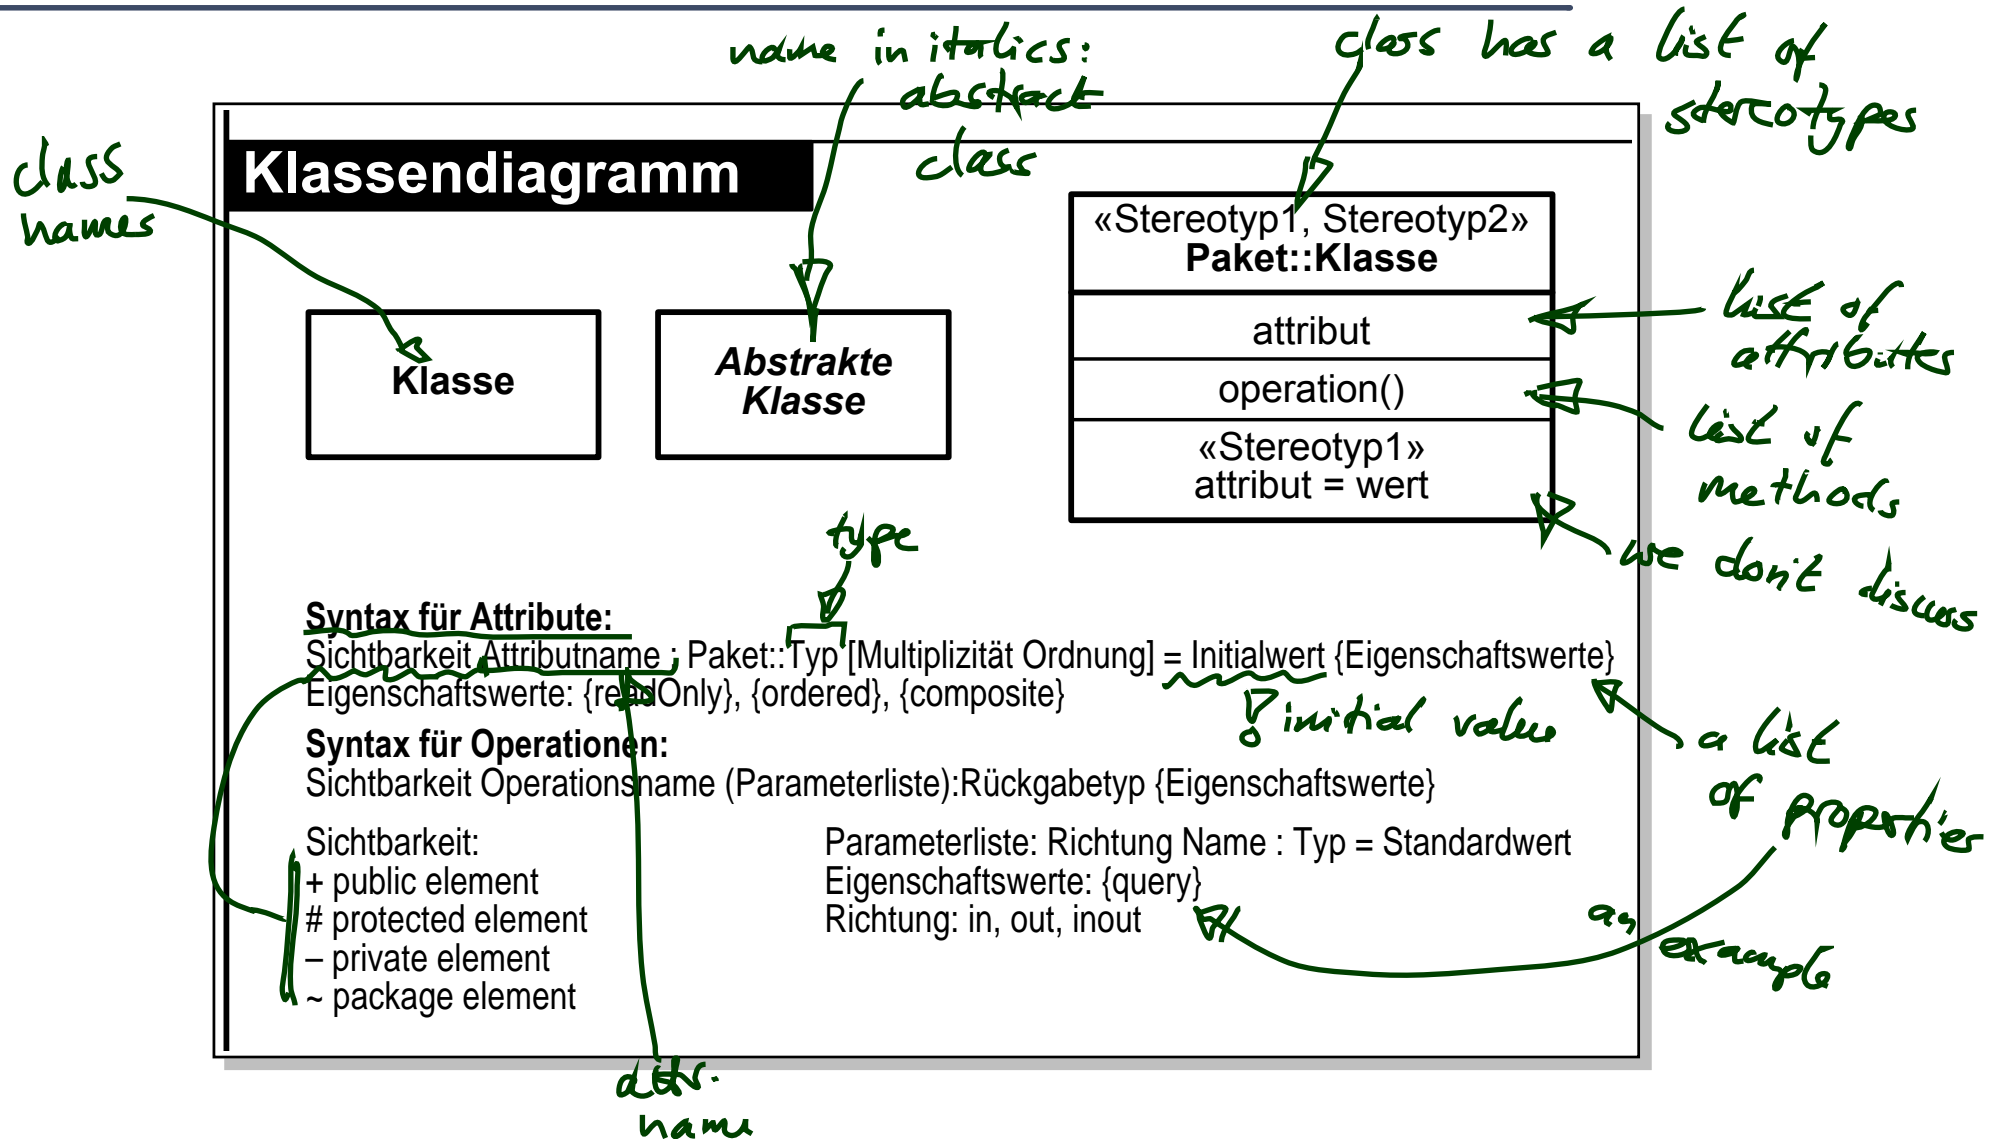 name in italics:
abstract
class
class has a list of
stereotypes
class
names
Klassendiagramm
Klasse
Abstrakte
Klasse
«Stereotyp1, Stereotyp2»
Paket::Klasse
attribut
operation()
«Stereotyp1»
attribut = wert
list of
attributes
list of
methods
we don't discuss
type
Syntax für Attribute:
Sichtbarkeit Attributname : Paket::Typ [Multiplizität Ordnung] = Initialwert {Eigenschaftswerte}
Eigenschaftswerte: {readOnly}, {ordered}, {composite}
initial value
a list
of properties
Syntax für Operationen:
Sichtbarkeit Operationsname (Parameterliste):Rückgabetyp {Eigenschaftswerte}
Sichtbarkeit:
+ public element
# protected element
– private element
~ package element
Parameterliste: Richtung Name : Typ = Standardwert
Eigenschaftswerte: {query}
Richtung: in, out, inout
an
example
attr.
name